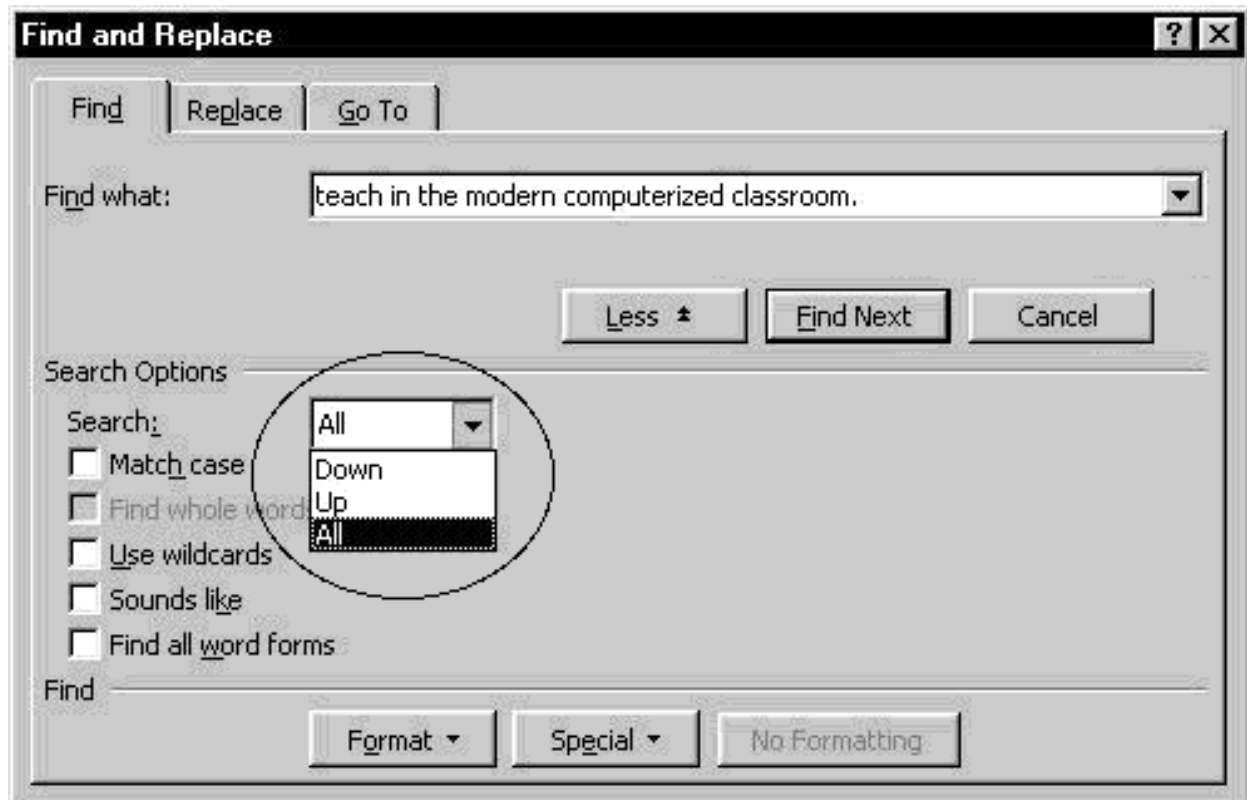 Find and Replace
Find Replace Go To
Find what: teach in the modern computerized classroom.
Less Find Next Cancel
Search Options
Search: All
Match case
Down
Find whole words
Up
All
Use wildcards
Sounds like
Find all word forms
Find
Format Special No Formatting